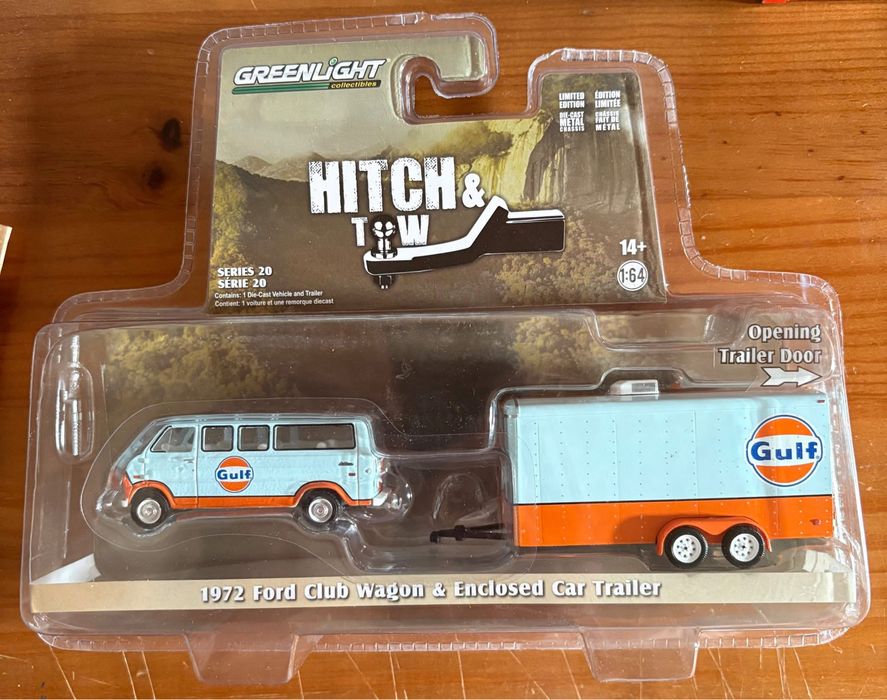 GREENLIGHT
collectibles
LIMITED EDITION
DIE-CAST METAL CHASSIS
ÉDITION LIMITÉE
CHÂSSIS FAIT DE MÉTAL
HITCH &
TOW
14+
1:64
SERIES 20
SÉRIE 20
Contains: 1 Die-Cast Vehicle and Trailer
Contient: 1 voiture et une remorque diecast
Opening
Trailer Door
Gulf
Gulf
1972 Ford Club Wagon & Enclosed Car Trailer